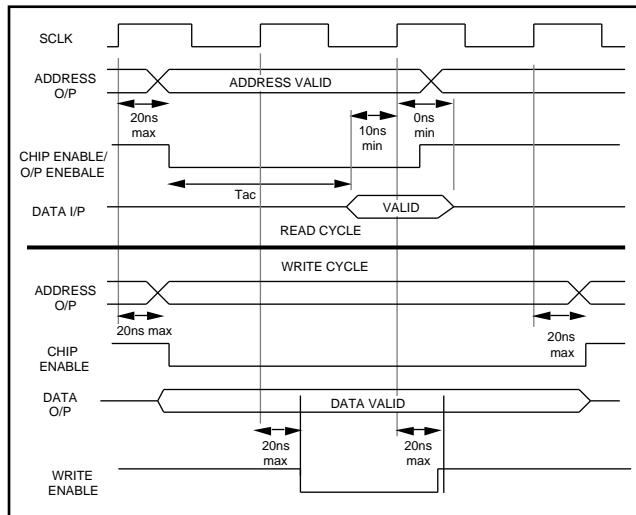 SCLK
ADDRESS
O/P
ADDRESS VALID
20ns
max
10ns
min
0ns
min
CHIP ENABLE/
O/P ENEBALE
Tac
DATA I/P
VALID
READ CYCLE
WRITE CYCLE
ADDRESS
O/P
20ns max
20ns
max
CHIP
ENABLE
DATA
O/P
DATA VALID
20ns
max
20ns
max
WRITE
ENABLE